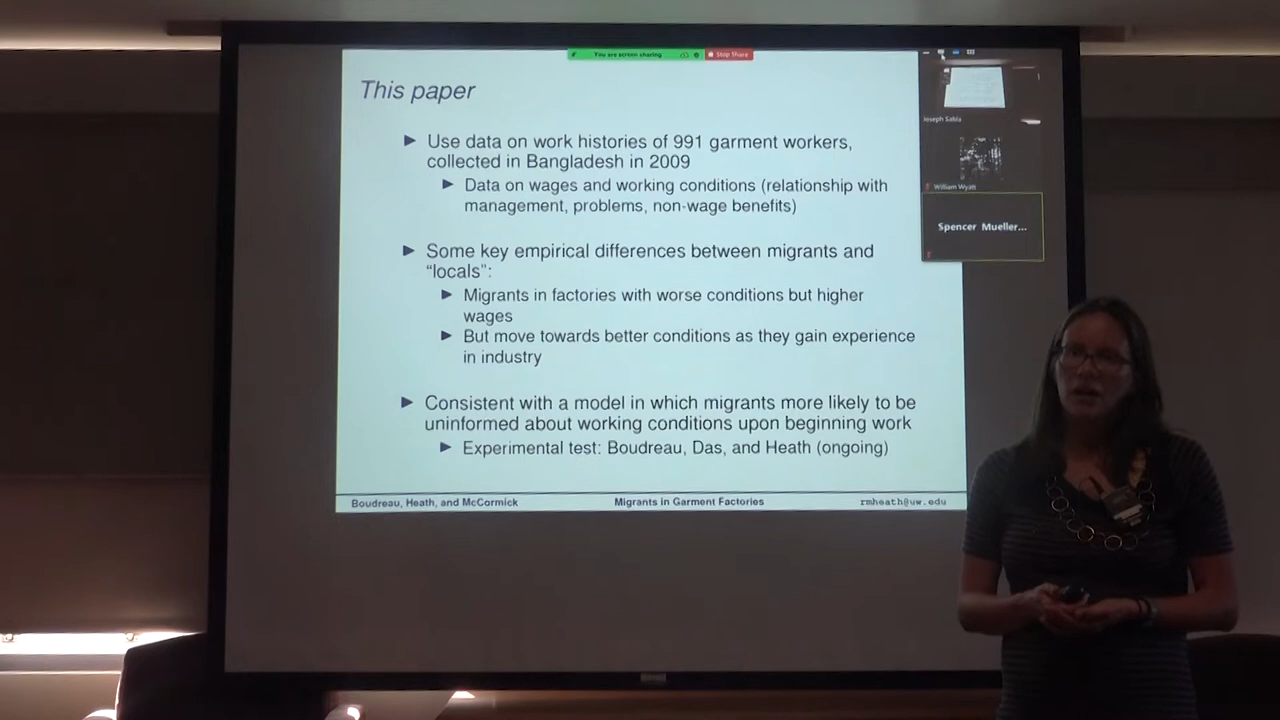 You are screen sharing
Stop Share
This paper
Use data on work histories of 991 garment workers,
collected in Bangladesh in 2009
Data on wages and working conditions (relationship with
management, problems, non-wage benefits)
Some key empirical differences between migrants and
“locals”:
Migrants in factories with worse conditions but higher
wages
But move towards better conditions as they gain experience
in industry
Consistent with a model in which migrants more likely to be
uninformed about working conditions upon beginning work
Experimental test: Boudreau, Das, and Heath (ongoing)
Boudreau, Heath, and McCormick
Migrants in Garment Factories
rmheath@uw.edu
Joseph Sabia
William Wyatt
Spencer Mueller...